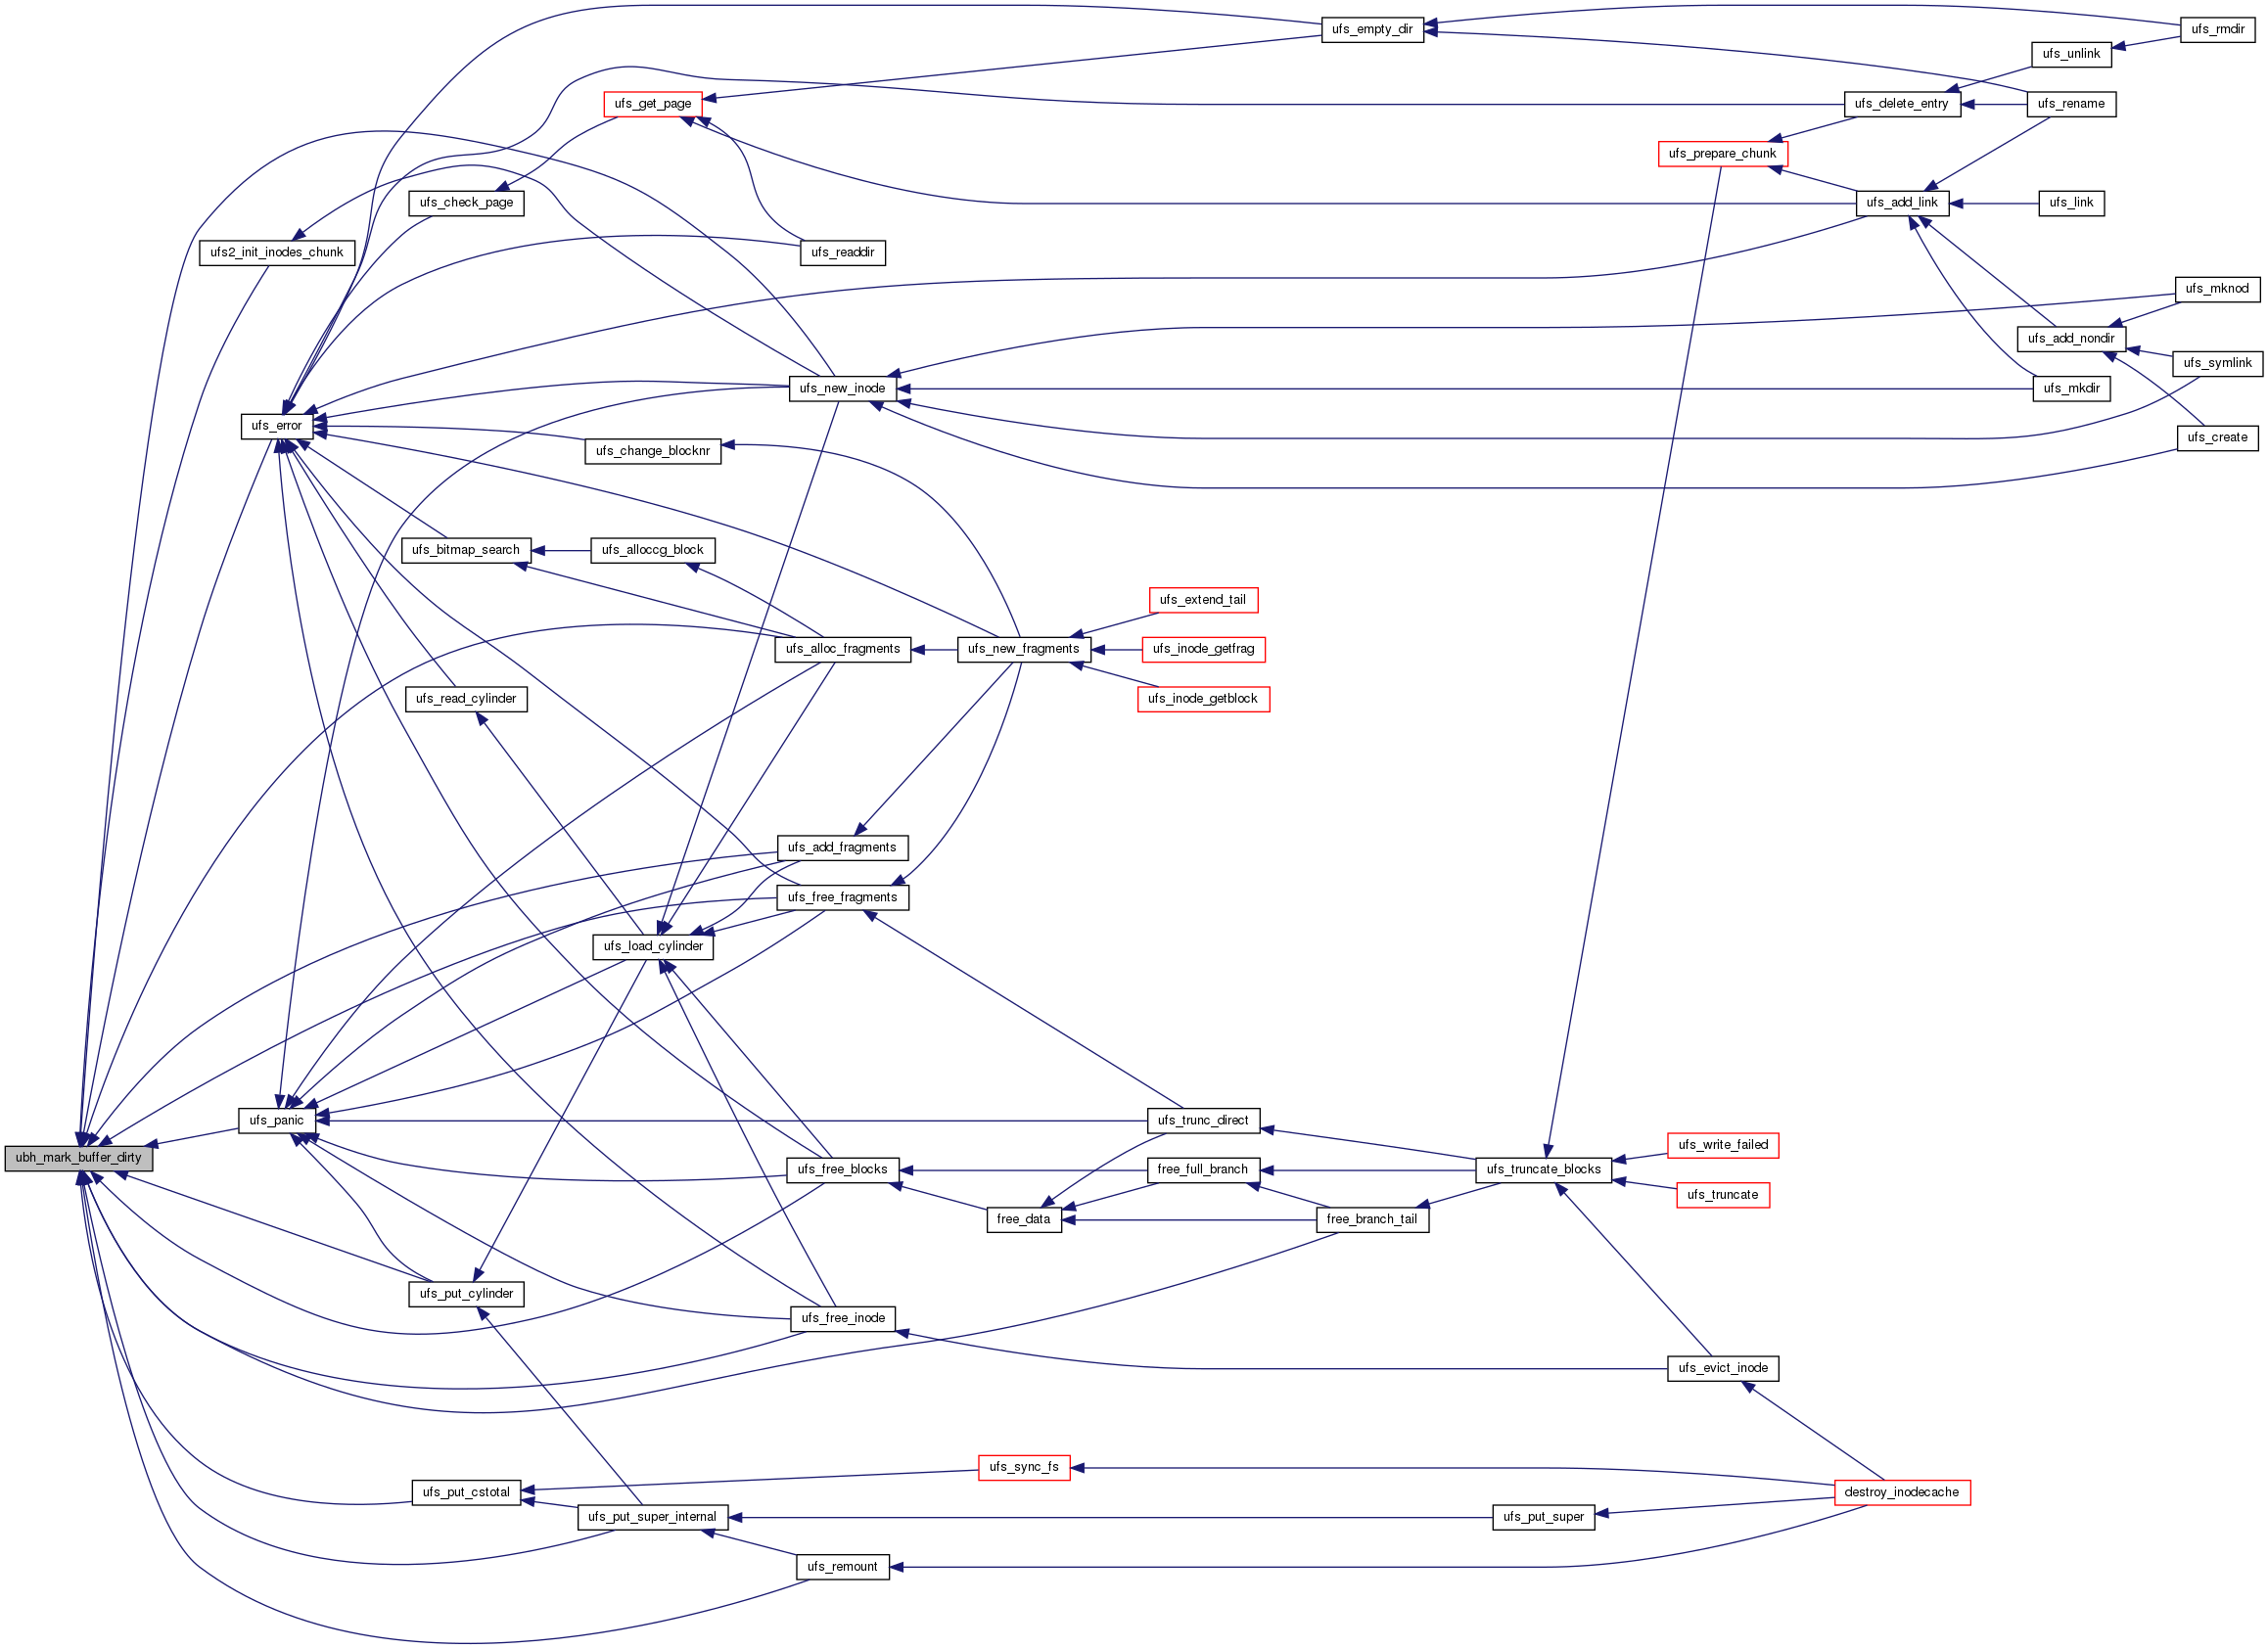 ufs_empty_dir
ufs_rmdir
ufs_unlink
ufs_get_page
ufs_delete_entry
ufs_rename
ufs_prepare_chunk
ufs_check_page
ufs_add_link
ufs_link
ufs2_init_inodes_chunk
ufs_readdir
ufs_mknod
ufs_add_nondir
ufs_symlink
ufs_new_inode
ufs_mkdir
ufs_error
ufs_create
ufs_change_blocknr
ufs_bitmap_search
ufs_alloccg_block
ufs_extend_tail
ufs_alloc_fragments
ufs_new_fragments
ufs_inode_getfrag
ufs_read_cylinder
ufs_inode_getblock
ufs_add_fragments
ufs_free_fragments
ufs_load_cylinder
ufs_panic
ufs_trunc_direct
ubh_mark_buffer_dirty
ufs_write_failed
ufs_free_blocks
free_full_branch
ufs_truncate_blocks
ufs_truncate
free_data
free_branch_tail
ufs_put_cylinder
ufs_free_inode
ufs_evict_inode
ufs_sync_fs
ufs_put_cstotal
destroy_inodecache
ufs_put_super_internal
ufs_put_super
ufs_remount